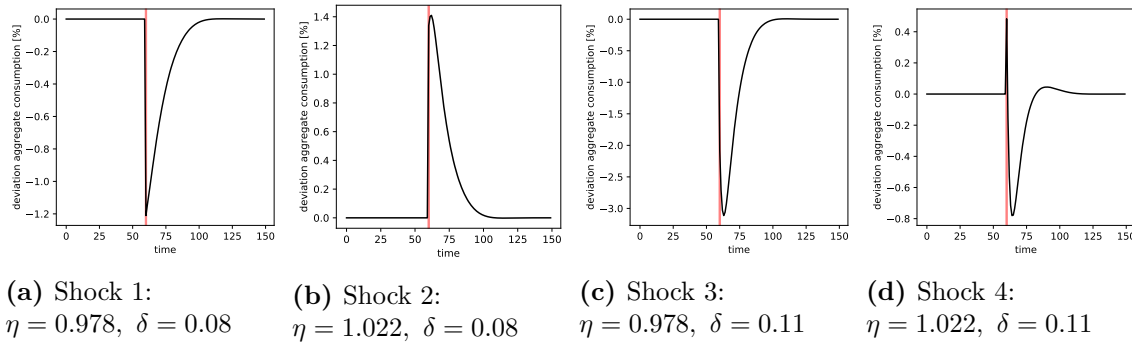 deviation aggregate consumption [%]
0.0
−0.2
−0.4
−0.6
−0.8
−1.0
−1.2
0 25 50 75 100 125 150
time
deviation aggregate consumption [%]
1.4
1.2
1.0
0.8
0.6
0.4
0.2
0.0
0 25 50 75 100 125 150
time
deviation aggregate consumption [%]
0.0
−0.5
−1.0
−1.5
−2.0
−2.5
−3.0
0 25 50 75 100 125 150
time
deviation aggregate consumption [%]
0.4
0.2
0.0
−0.2
−0.4
−0.6
−0.8
0 25 50 75 100 125 150
time
(a) Shock 1:
η = 0.978, δ = 0.08
(b) Shock 2:
η = 1.022, δ = 0.08
(c) Shock 3:
η = 0.978, δ = 0.11
(d) Shock 4:
η = 1.022, δ = 0.11